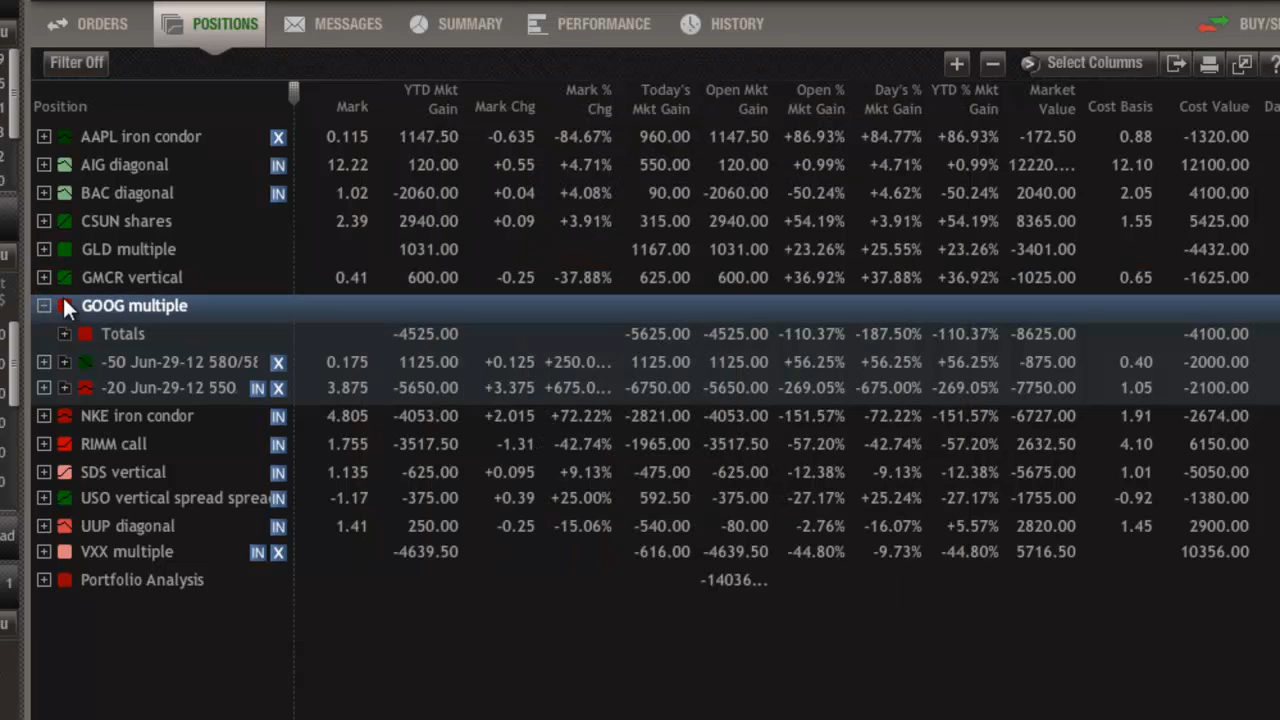 ORDERS POSITIONS MESSAGES SUMMARY PERFORMANCE HISTORY BUY/S
Filter Off + − Select Columns ?
Position Mark YTD Mkt Gain Mark Chg Mark % Chg Today's Mkt Gain Open Mkt Gain Open % Mkt Gain Day's % Mkt Gain YTD % Mkt Gain Market Value Cost Basis Cost Value Da
AAPL iron condor X 0.115 1147.50 -0.635 -84.67% 960.00 1147.50 +86.93% +84.77% +86.93% -172.50 0.88 -1320.00
AIG diagonal IN 12.22 120.00 +0.55 +4.71% 550.00 120.00 +0.99% +4.71% +0.99% 12220.... 12.10 12100.00
BAC diagonal IN 1.02 -2060.00 +0.04 +4.08% 90.00 -2060.00 -50.24% +4.62% -50.24% 2040.00 2.05 4100.00
CSUN shares 2.39 2940.00 +0.09 +3.91% 315.00 2940.00 +54.19% +3.91% +54.19% 8365.00 1.55 5425.00
GLD multiple 1031.00 1167.00 1031.00 +23.26% +25.55% +23.26% -3401.00 -4432.00
GMCR vertical 0.41 600.00 -0.25 -37.88% 625.00 600.00 +36.92% +37.88% +36.92% -1025.00 0.65 -1625.00
GOOG multiple
Totals -4525.00 -5625.00 -4525.00 -110.37% -187.50% -110.37% -8625.00 -4100.00
-50 Jun-29-12 580/58 X 0.175 1125.00 +0.125 +250.0... 1125.00 1125.00 +56.25% +56.25% +56.25% -875.00 0.40 -2000.00
-20 Jun-29-12 550 IN X 3.875 -5650.00 +3.375 +675.0... -6750.00 -5650.00 -269.05% -675.00% -269.05% -7750.00 1.05 -2100.00
NKE iron condor IN 4.805 -4053.00 +2.015 +72.22% -2821.00 -4053.00 -151.57% -72.22% -151.57% -6727.00 1.91 -2674.00
RIMM call IN 1.755 -3517.50 -1.31 -42.74% -1965.00 -3517.50 -57.20% -42.74% -57.20% 2632.50 4.10 6150.00
SDS vertical IN 1.135 -625.00 +0.095 +9.13% -475.00 -625.00 -12.38% -9.13% -12.38% -5675.00 1.01 -5050.00
USO vertical spread sprea IN -1.17 -375.00 +0.39 +25.00% 592.50 -375.00 -27.17% +25.24% -27.17% -1755.00 -0.92 -1380.00
UUP diagonal IN 1.41 250.00 -0.25 -15.06% -540.00 -80.00 -2.76% -16.07% +5.57% 2820.00 1.45 2900.00
VXX multiple IN X -4639.50 -616.00 -4639.50 -44.80% -9.73% -44.80% 5716.50 10356.00
Portfolio Analysis -14036...